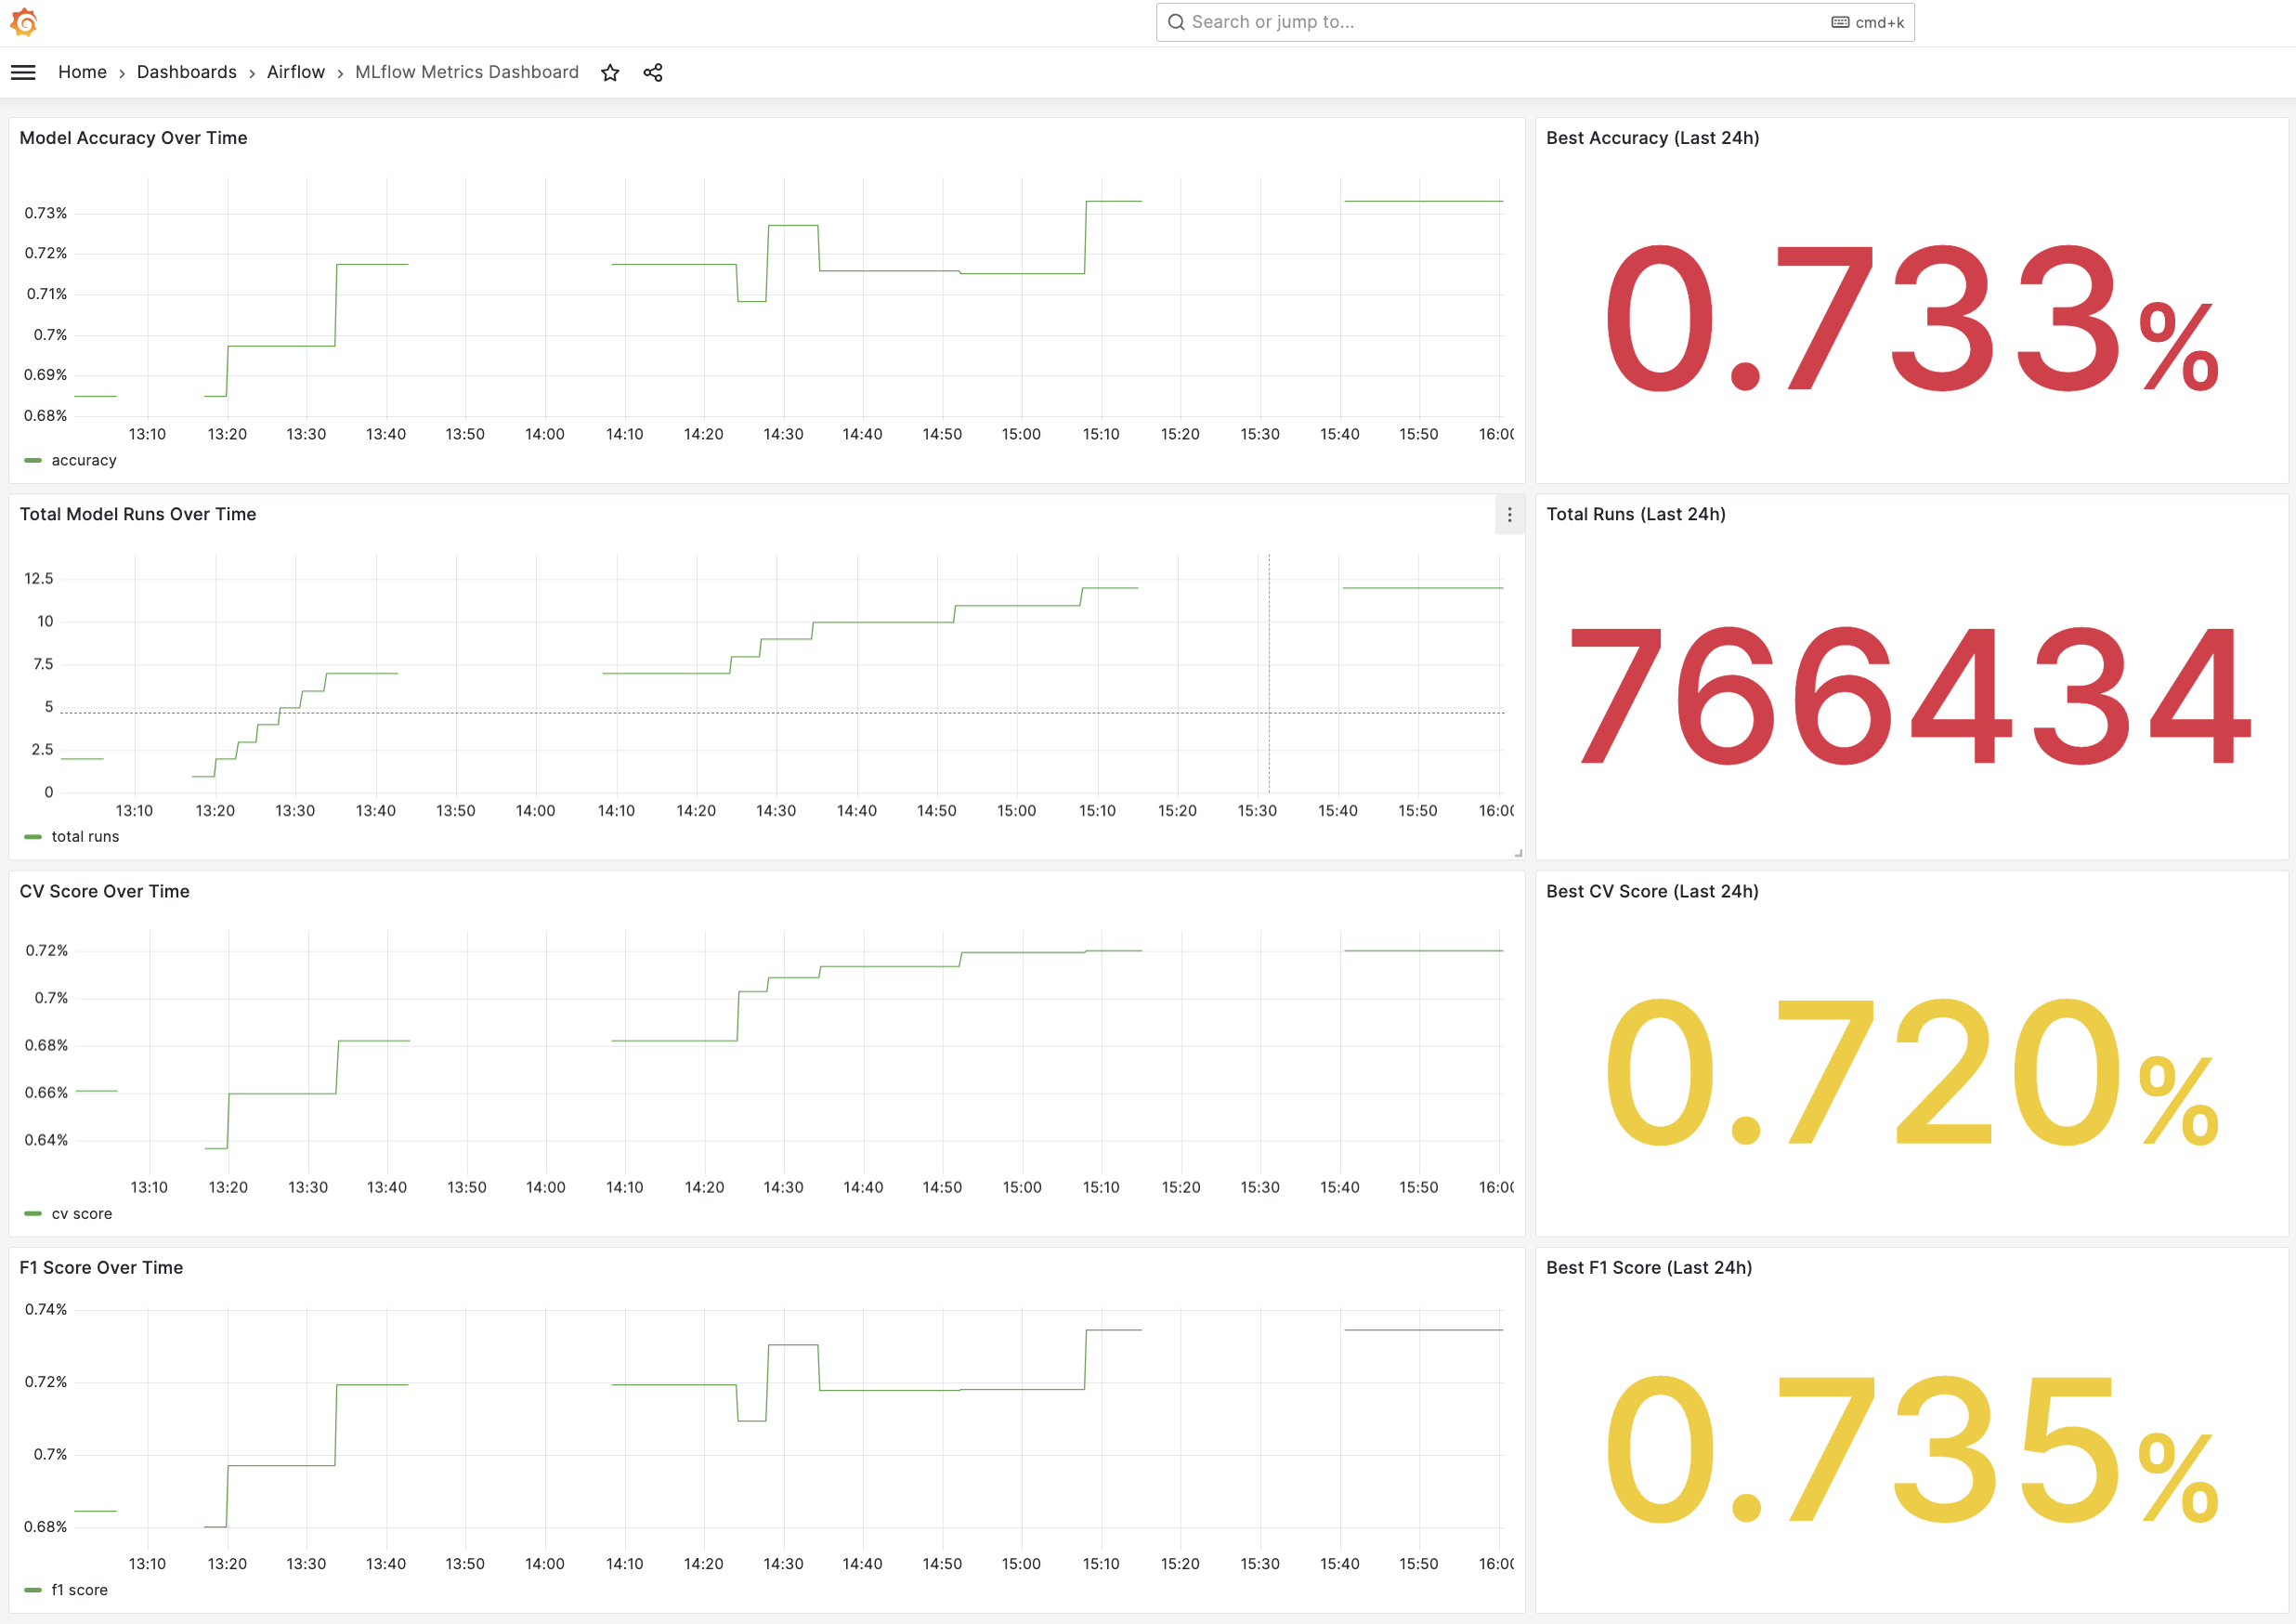 Search or jump to...
cmd+k
Home › Dashboards › Airflow › MLflow Metrics Dashboard
Model Accuracy Over Time
0.73%
0.72%
0.71%
0.7%
0.69%
0.68%
13:10 13:20 13:30 13:40 13:50 14:00 14:10 14:20 14:30 14:40 14:50 15:00 15:10 15:20 15:30 15:40 15:50 16:00
accuracy
Best Accuracy (Last 24h)
0.733%
Total Model Runs Over Time
12.5
10
7.5
5
2.5
0
13:10 13:20 13:30 13:40 13:50 14:00 14:10 14:20 14:30 14:40 14:50 15:00 15:10 15:20 15:30 15:40 15:50 16:00
total runs
Total Runs (Last 24h)
766434
CV Score Over Time
0.72%
0.7%
0.68%
0.66%
0.64%
13:10 13:20 13:30 13:40 13:50 14:00 14:10 14:20 14:30 14:40 14:50 15:00 15:10 15:20 15:30 15:40 15:50 16:00
cv score
Best CV Score (Last 24h)
0.720%
F1 Score Over Time
0.74%
0.72%
0.7%
0.68%
13:10 13:20 13:30 13:40 13:50 14:00 14:10 14:20 14:30 14:40 14:50 15:00 15:10 15:20 15:30 15:40 15:50 16:00
f1 score
Best F1 Score (Last 24h)
0.735%